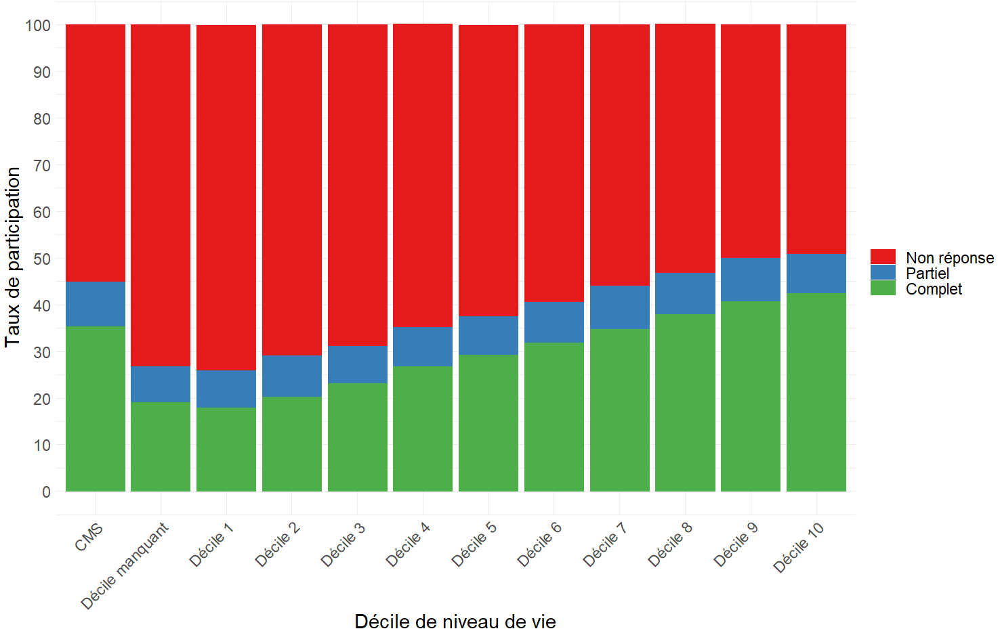 Taux de participation
100
90
80
70
60
50
40
30
20
10
0
CMS
Décile manquant
Décile 1
Décile 2
Décile 3
Décile 4
Décile 5
Décile 6
Décile 7
Décile 8
Décile 9
Décile 10
Décile de niveau de vie
Non réponse
Partiel
Complet